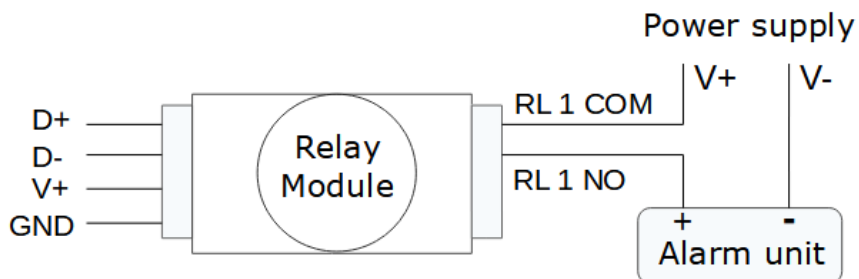 Power supply
V+
V-
RL 1 COM
D+
D-
V+
GND
Relay
Module
RL 1 NO
+
-
Alarm unit